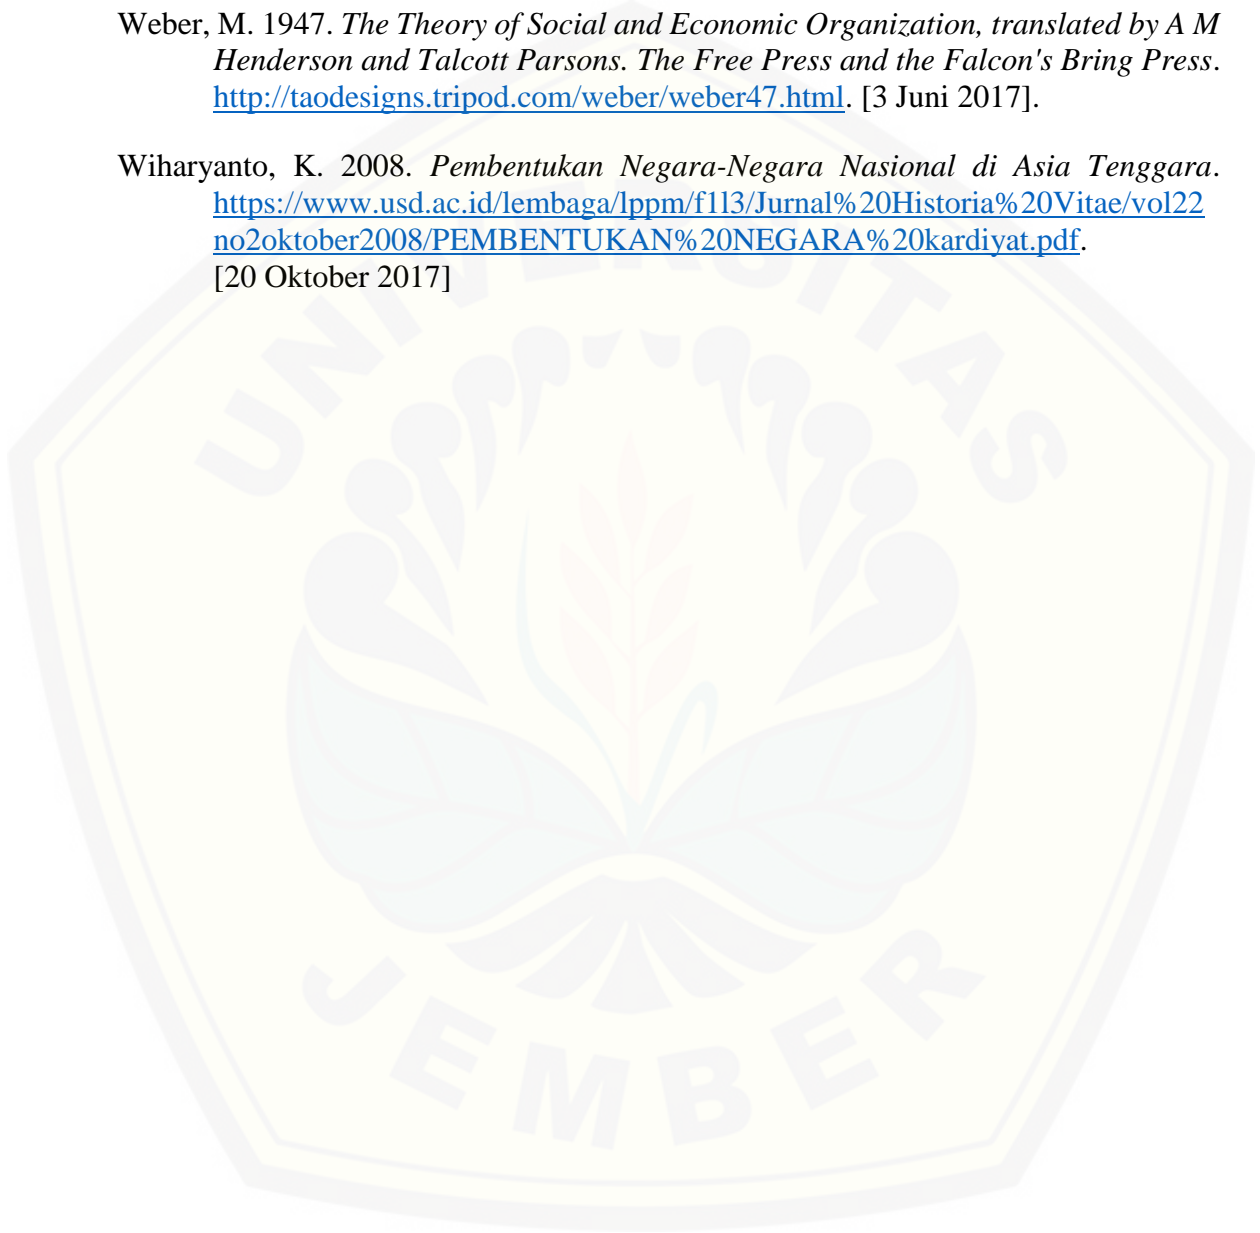 Weber, M. 1947. The Theory of Social and Economic Organization, translated by A M
Henderson and Talcott Parsons. The Free Press and the Falcon's Bring Press.
http://taodesigns.tripod.com/weber/weber47.html. [3 Juni 2017].
Wiharyanto, K. 2008. Pembentukan Negara-Negara Nasional di Asia Tenggara.
https://www.usd.ac.id/lembaga/lppm/f1l3/Jurnal%20Historia%20Vitae/vol22
no2oktober2008/PEMBENTUKAN%20NEGARA%20kardiyat.pdf.
[20 Oktober 2017]
UNIVERSITAS
JEMBER